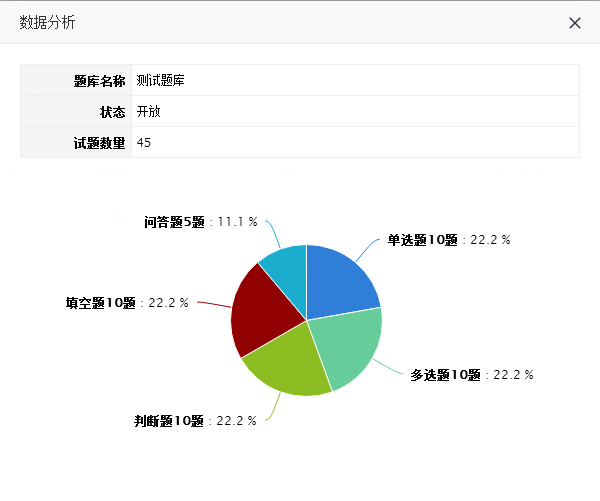 数据分析
题库名称 测试题库
状态 开放
试题数量 45
问答题5题 : 11.1 %
单选题10题 : 22.2 %
填空题10题 : 22.2 %
多选题10题 : 22.2 %
判断题10题 : 22.2 %